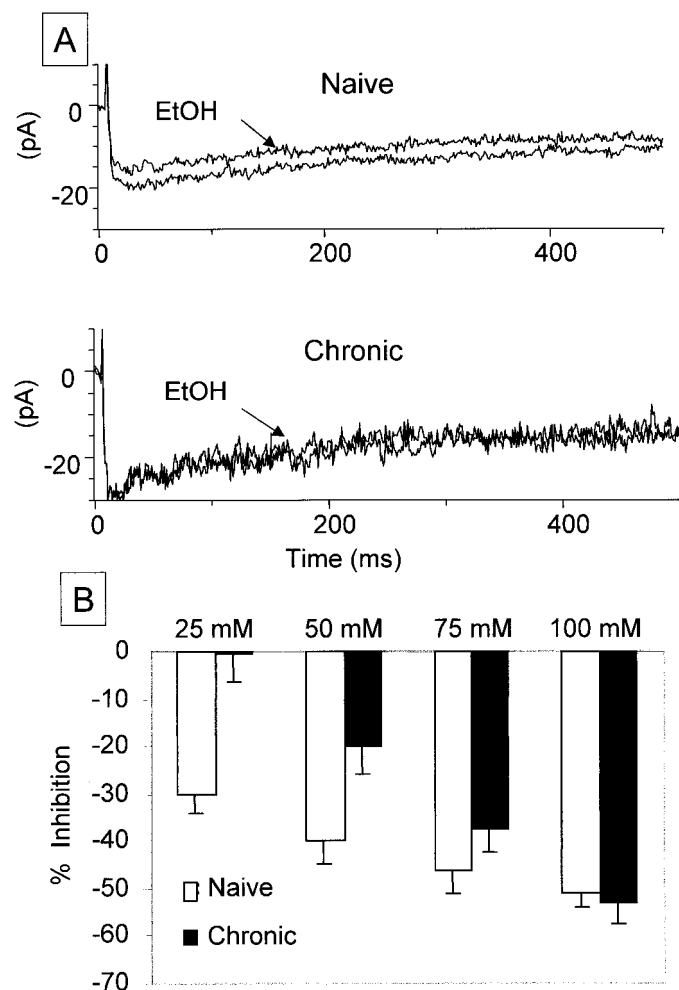 A
Naive
EtOH
(pA)
0
-20
0 200 400
Chronic
EtOH
(pA)
0
-20
0 200 400
Time (ms)
B
25 mM 50 mM 75 mM 100 mM
% Inhibition
0
-10
-20
-30
-40
-50
-60
-70
Naive
Chronic